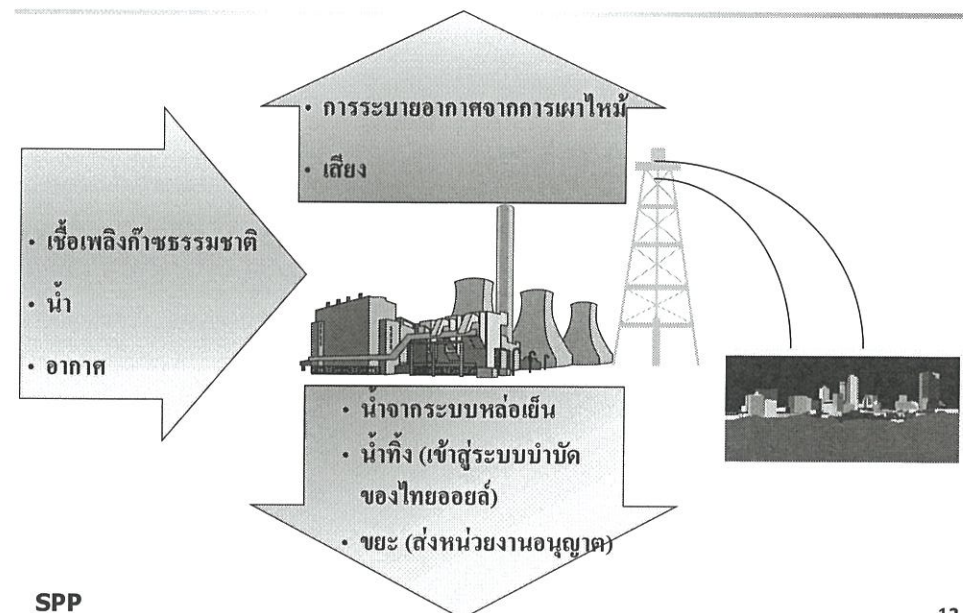 • การระบายอากาศจากการเผาไหม้
• เสียง
• เชื้อเพลิงก๊าซธรรมชาติ
• น้ำ
• อากาศ
• น้ำจากระบบหล่อเย็น
• น้ำทิ้ง (เข้าสู่ระบบบำบัด
ของไทยออยล์)
• ขยะ (ส่งหน่วยงานอนุญาต)
SPP
12